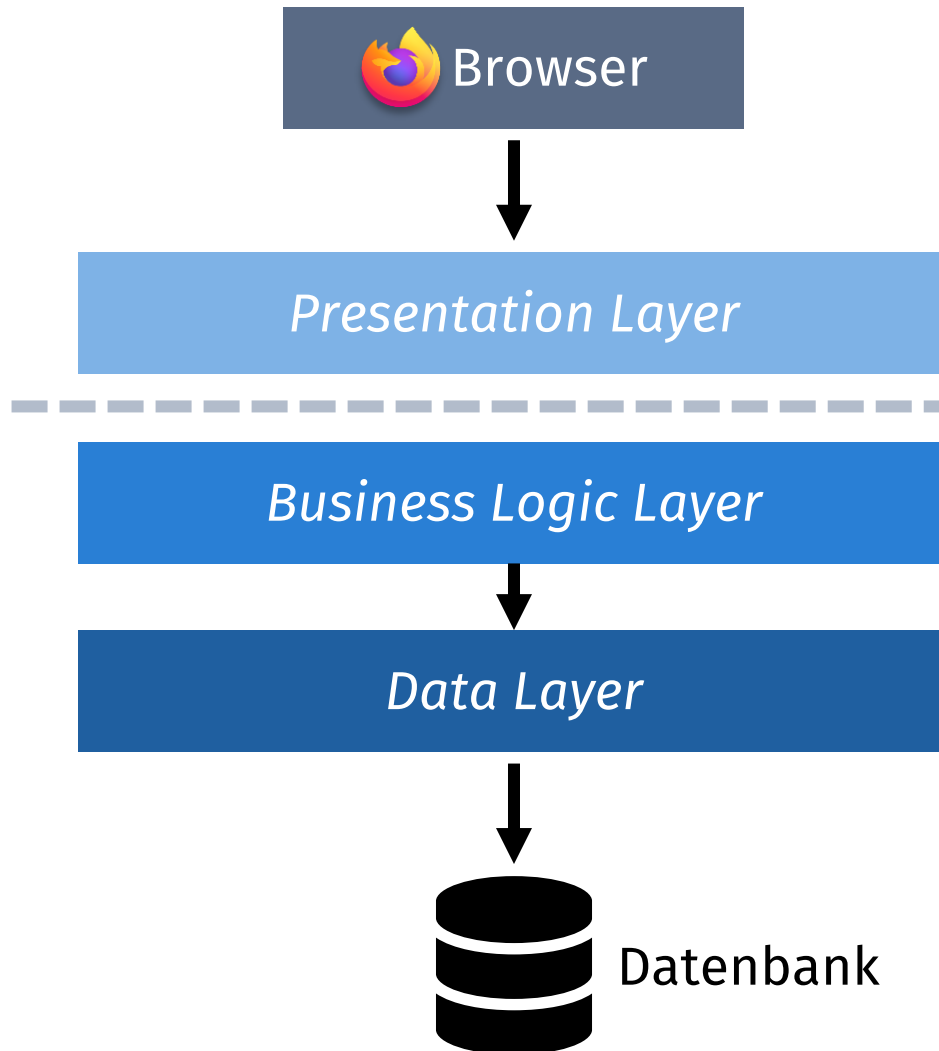 Browser
Presentation Layer
Business Logic Layer
Data Layer
Datenbank